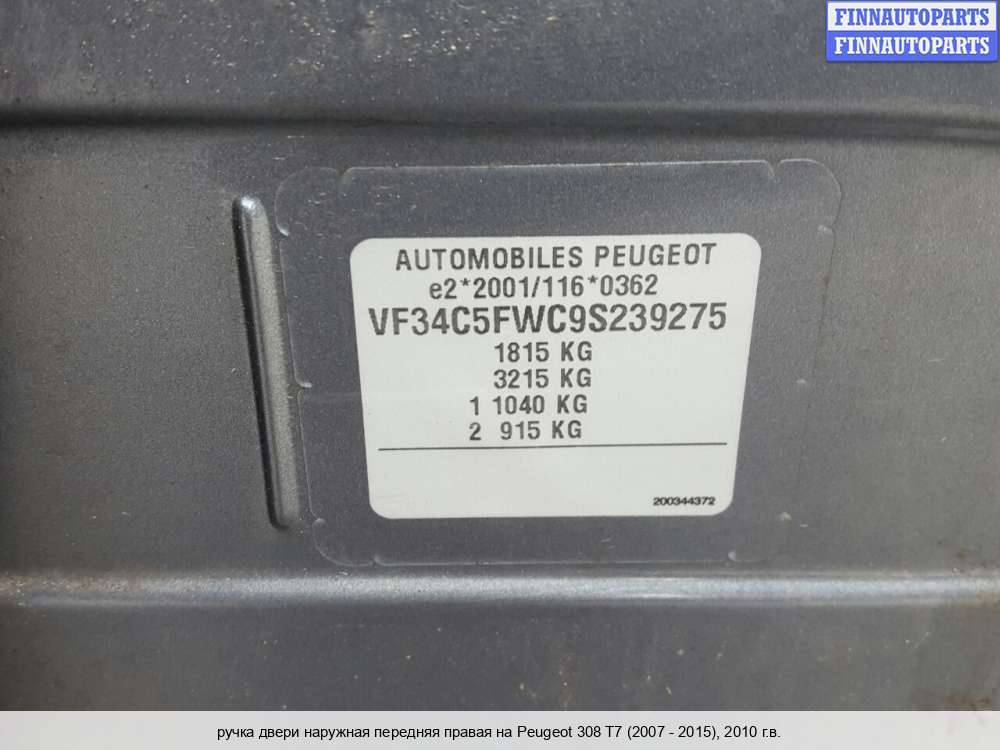 FINNAUTOPARTS
FINNAUTOPARTS
AUTOMOBILES PEUGEOT
e2*2001/116*0362
VF34C5FWC9S239275
1815 KG
3215 KG
1 1040 KG
2 915 KG
200344372
ручка двери наружная передняя правая на Peugeot 308 T7 (2007 - 2015), 2010 г.в.